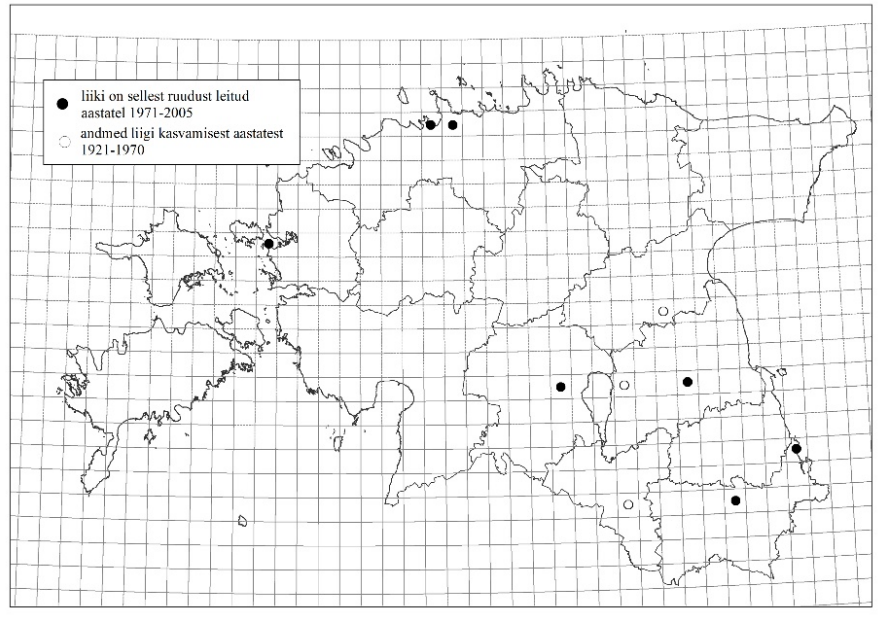 liiki on sellest ruudust leitud
aastatel 1971-2005
andmed liigi kasvamisest aastatest
1921-1970